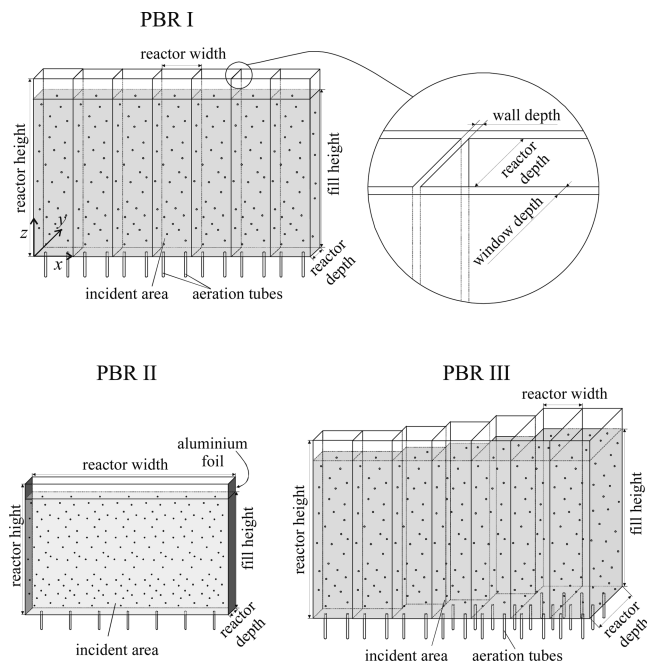 PBR I
reactor width
reactor height
fill height
z
y
x
reactor
depth
incident area
aeration tubes
wall depth
reactor
depth
window depth
PBR II
aluminium
foil
reactor width
reactor hight
fill height
reactor
depth
incident area
PBR III
reactor width
reactor height
fill height
reactor
depth
incident area
aeration tubes